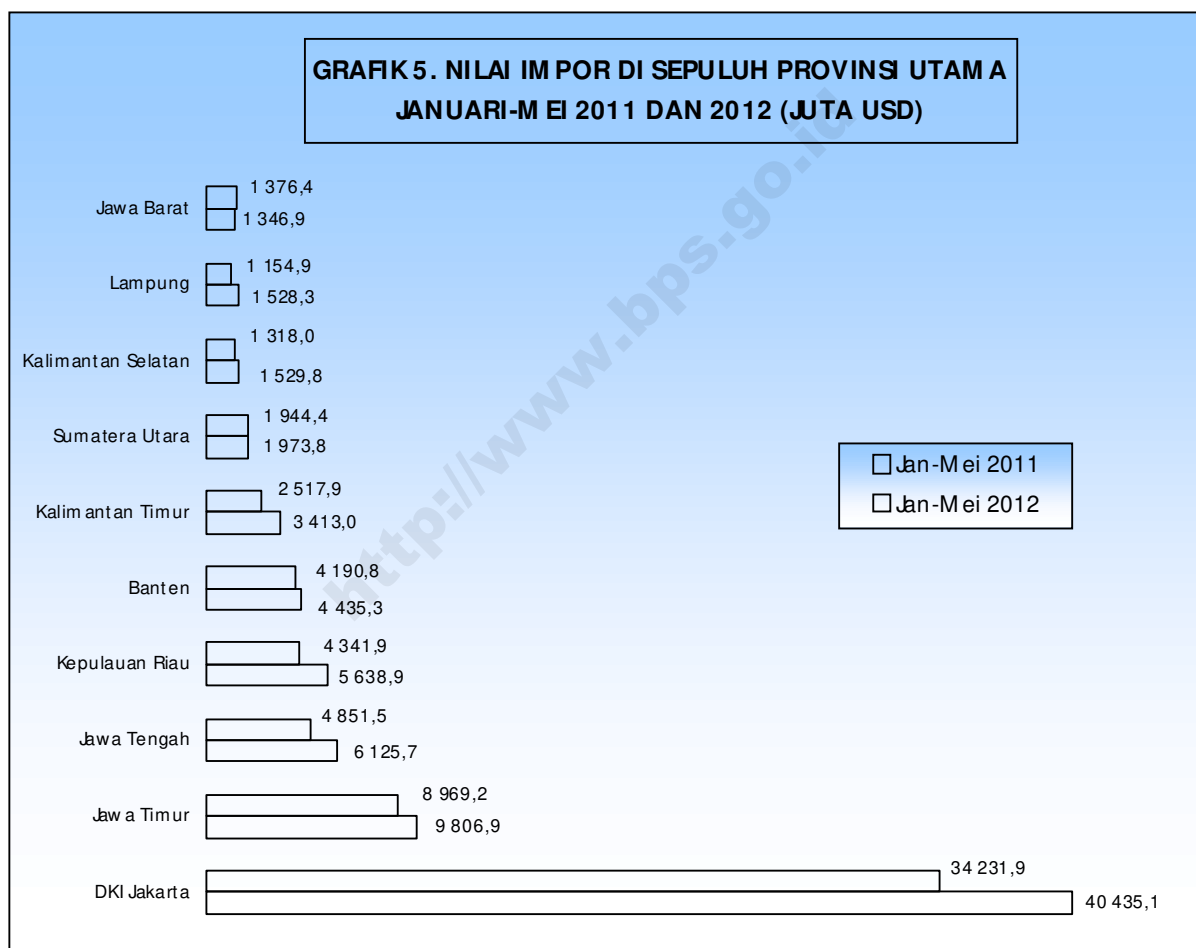 GRAFIK 5. NILAI IMPOR DI SEPULUH PROVINSI UTAMA
JANUARI-MEI 2011 DAN 2012 (JUTA USD)
Jawa Barat
1 376,4
1 346,9
Lampung
1 154,9
1 528,3
Kalimantan Selatan
1 318,0
1 529,8
Sumatera Utara
1 944,4
1 973,8
Kalimantan Timur
2 517,9
3 413,0
Banten
4 190,8
4 435,3
Kepulauan Riau
4 341,9
5 638,9
Jawa Tengah
4 851,5
6 125,7
Jawa Timur
8 969,2
9 806,9
DKI Jakarta
34 231,9
40 435,1
Jan-Mei 2011
Jan-Mei 2012
http://www.bps.go.id